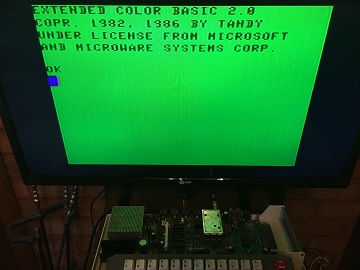 EXTENDED COLOR BASIC 2.0
COPR. 1982, 1986 BY TANDY
UNDER LICENSE FROM MICROSOFT
AND MICROWARE SYSTEMS CORP.
OK